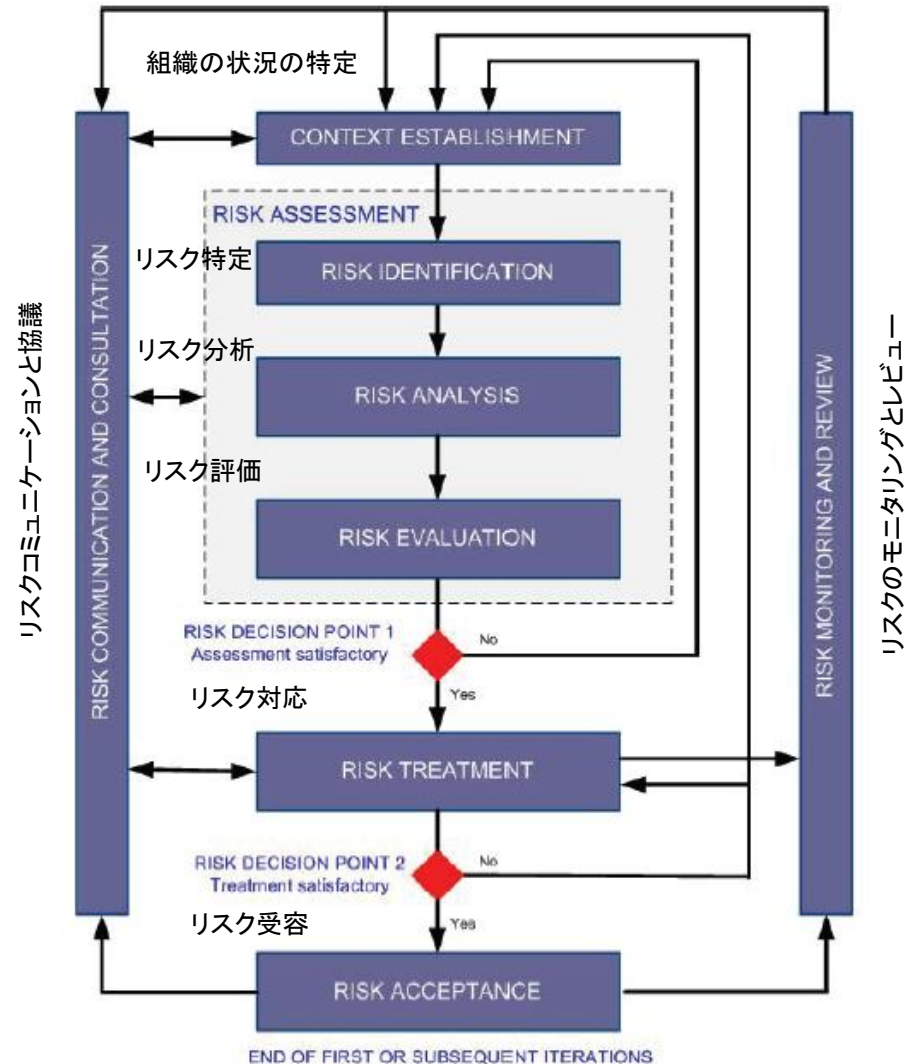 組織の状況の特定
CONTEXT ESTABLISHMENT
RISK ASSESSMENT
リスク特定
RISK IDENTIFICATION
リスク分析
RISK ANALYSIS
リスク評価
RISK EVALUATION
RISK DECISION POINT 1
Assessment satisfactory
No
Yes
リスク対応
RISK TREATMENT
RISK DECISION POINT 2
Treatment satisfactory
No
Yes
リスク受容
RISK ACCEPTANCE
END OF FIRST OR SUBSEQUENT ITERATIONS
リスクコミュニケーションと協議
RISK COMMUNICATION AND CONSULTATION
RISK MONITORING AND REVIEW
リスクのモニタリングとレビュー